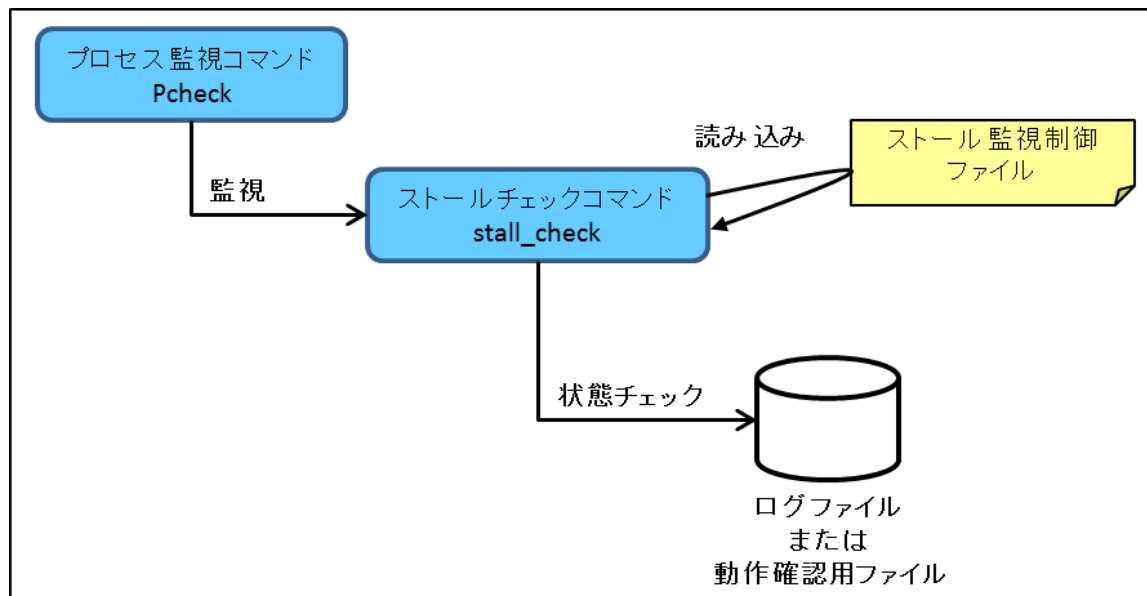 プロセス監視コマンド
Pcheck
監視
ストールチェックコマンド
stall_check
読み込み
ストール監視制御
ファイル
状態チェック
ログファイル
または
動作確認用ファイル